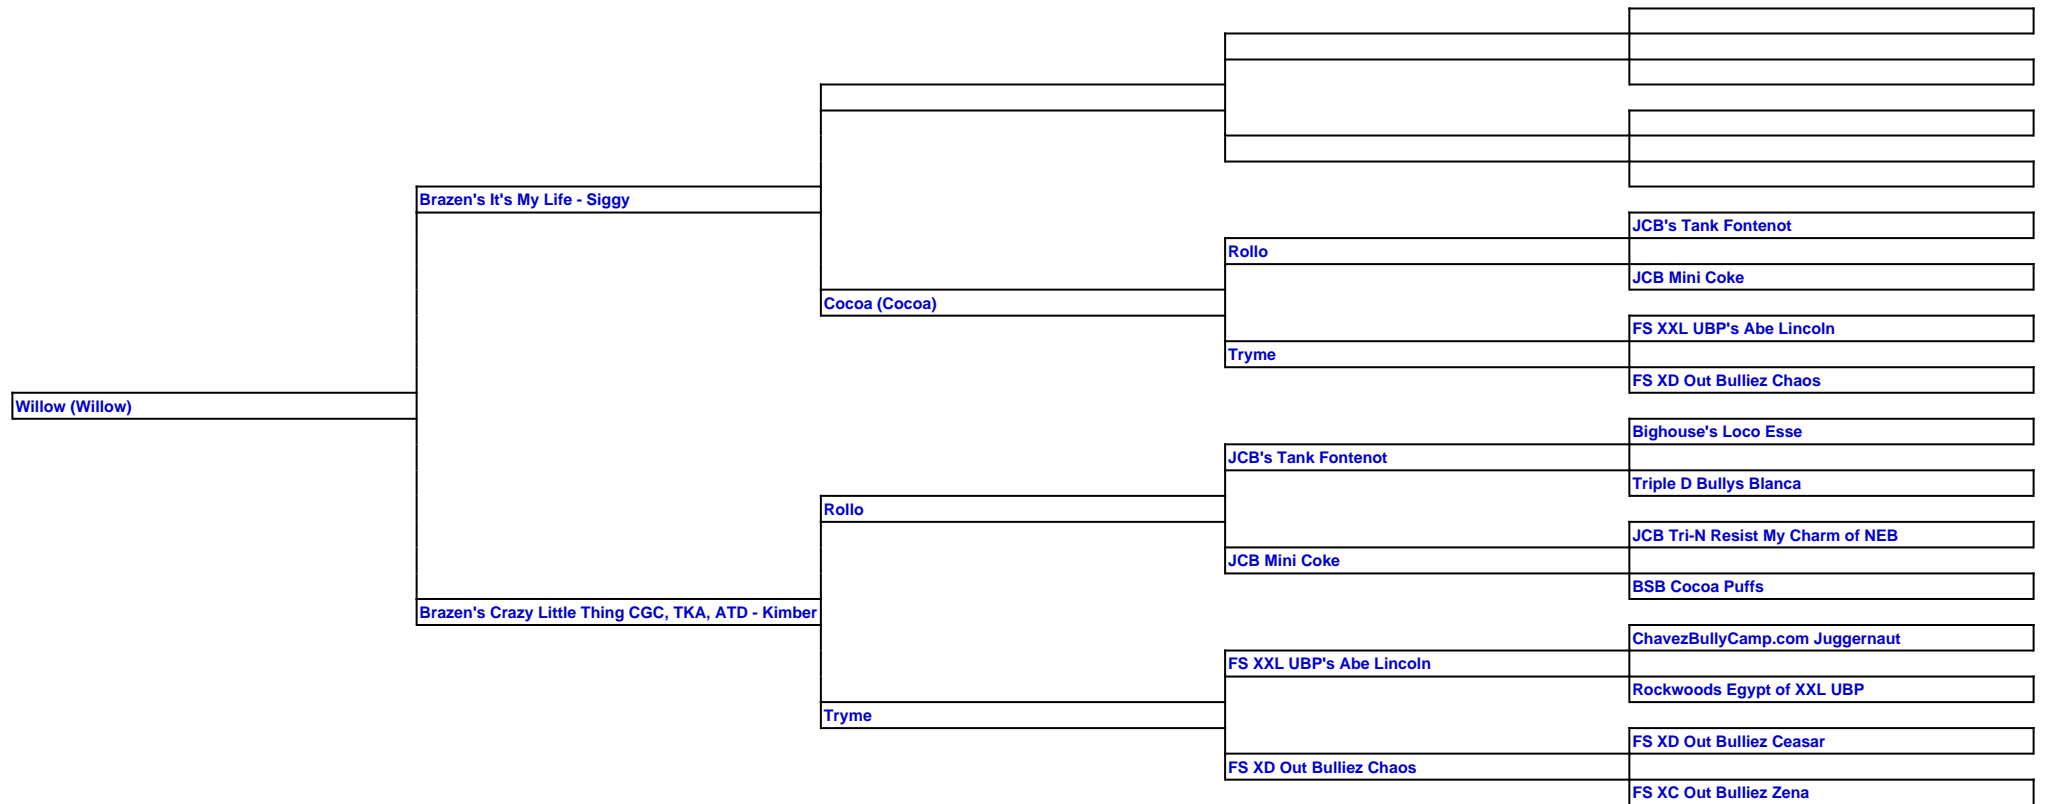 JCB's Tank Fontenot
Rollo
JCB Mini Coke
Cocoa (Cocoa)
FS XXL UBP's Abe Lincoln
Tryme
FS XD Out Bulliez Chaos
Brazen's It's My Life - Siggy
Willow (Willow)
Bighouse's Loco Esse
JCB's Tank Fontenot
Triple D Bullys Blanca
Rollo
JCB Tri-N Resist My Charm of NEB
JCB Mini Coke
BSB Cocoa Puffs
Brazen's Crazy Little Thing CGC, TKA, ATD - Kimber
ChavezBullyCamp.com Juggernaut
FS XXL UBP's Abe Lincoln
Rockwoods Egypt of XXL UBP
Tryme
FS XD Out Bulliez Ceasar
FS XD Out Bulliez Chaos
FS XC Out Bulliez Zena